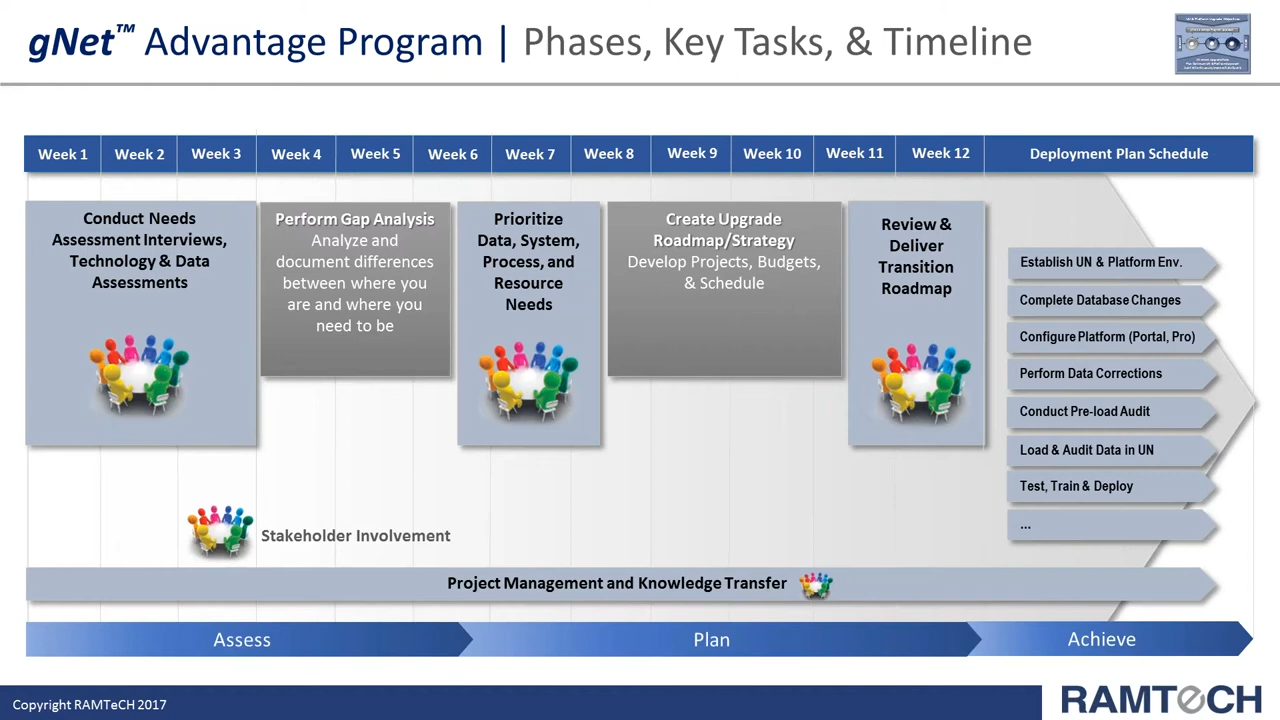 gNet™ Advantage Program | Phases, Key Tasks, & Timeline
Week 1 Week 2 Week 3 Week 4 Week 5 Week 6 Week 7 Week 8 Week 9 Week 10 Week 11 Week 12 Deployment Plan Schedule
Conduct Needs
Assessment Interviews,
Technology & Data
Assessments
Perform Gap Analysis
Analyze and
document differences
between where you
are and where you
need to be
Prioritize
Data, System,
Process, and
Resource
Needs
Create Upgrade
Roadmap/Strategy
Develop Projects, Budgets,
& Schedule
Review &
Deliver
Transition
Roadmap
Establish UN & Platform Env.
Complete Database Changes
Configure Platform (Portal, Pro)
Perform Data Corrections
Conduct Pre-load Audit
Load & Audit Data in UN
Test, Train & Deploy
...
Stakeholder Involvement
Project Management and Knowledge Transfer
Assess Plan Achieve
Copyright RAMTeCH 2017
RAMTeCH